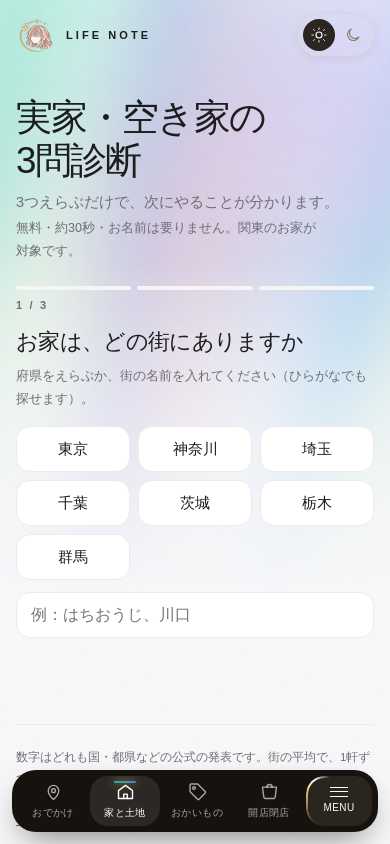 LIFE NOTE
実家・空き家の
3問診断
3つえらぶだけで、次にやることが分かります。
無料・約30秒・お名前は要りません。関東のお家が
対象です。
1 / 3
お家は、どの街にありますか
府県をえらぶか、街の名前を入れてください（ひらがなでも
探せます）。
東京
神奈川
埼玉
千葉
茨城
栃木
群馬
例：はちおうじ、川口
数字はどれも国・都県などの公式の発表です。街の平均で、1軒ず
おでかけ
家と土地
おかいもの
開店閉店
MENU